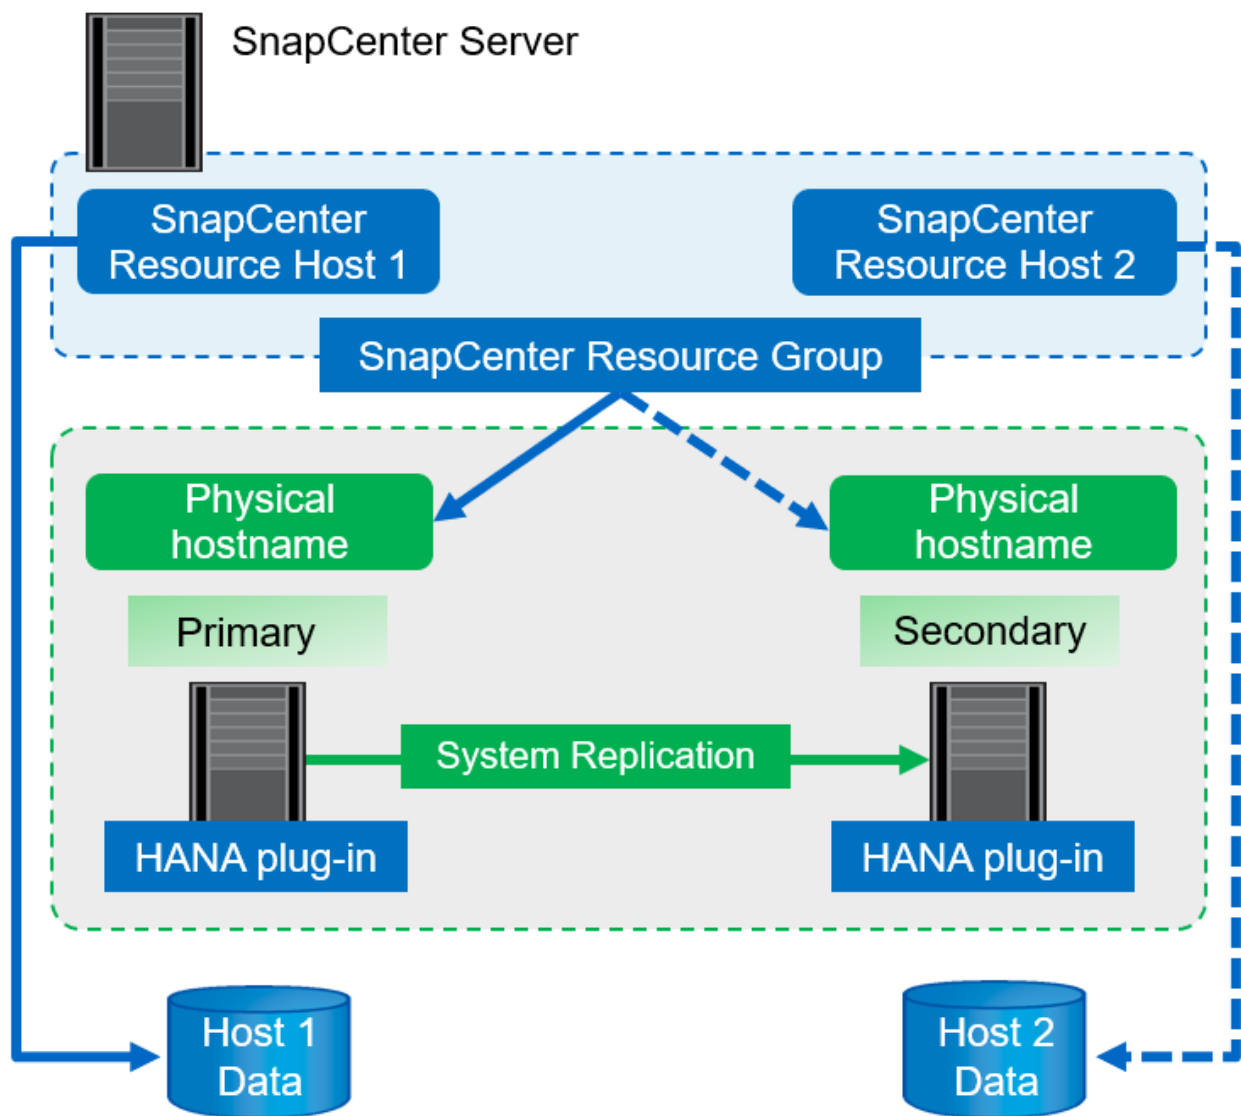 SnapCenter Server
SnapCenter
Resource Host 1
SnapCenter
Resource Host 2
SnapCenter Resource Group
Physical
hostname
Physical
hostname
Primary
Secondary
System Replication
HANA plug-in
HANA plug-in
Host 1
Data
Host 2
Data